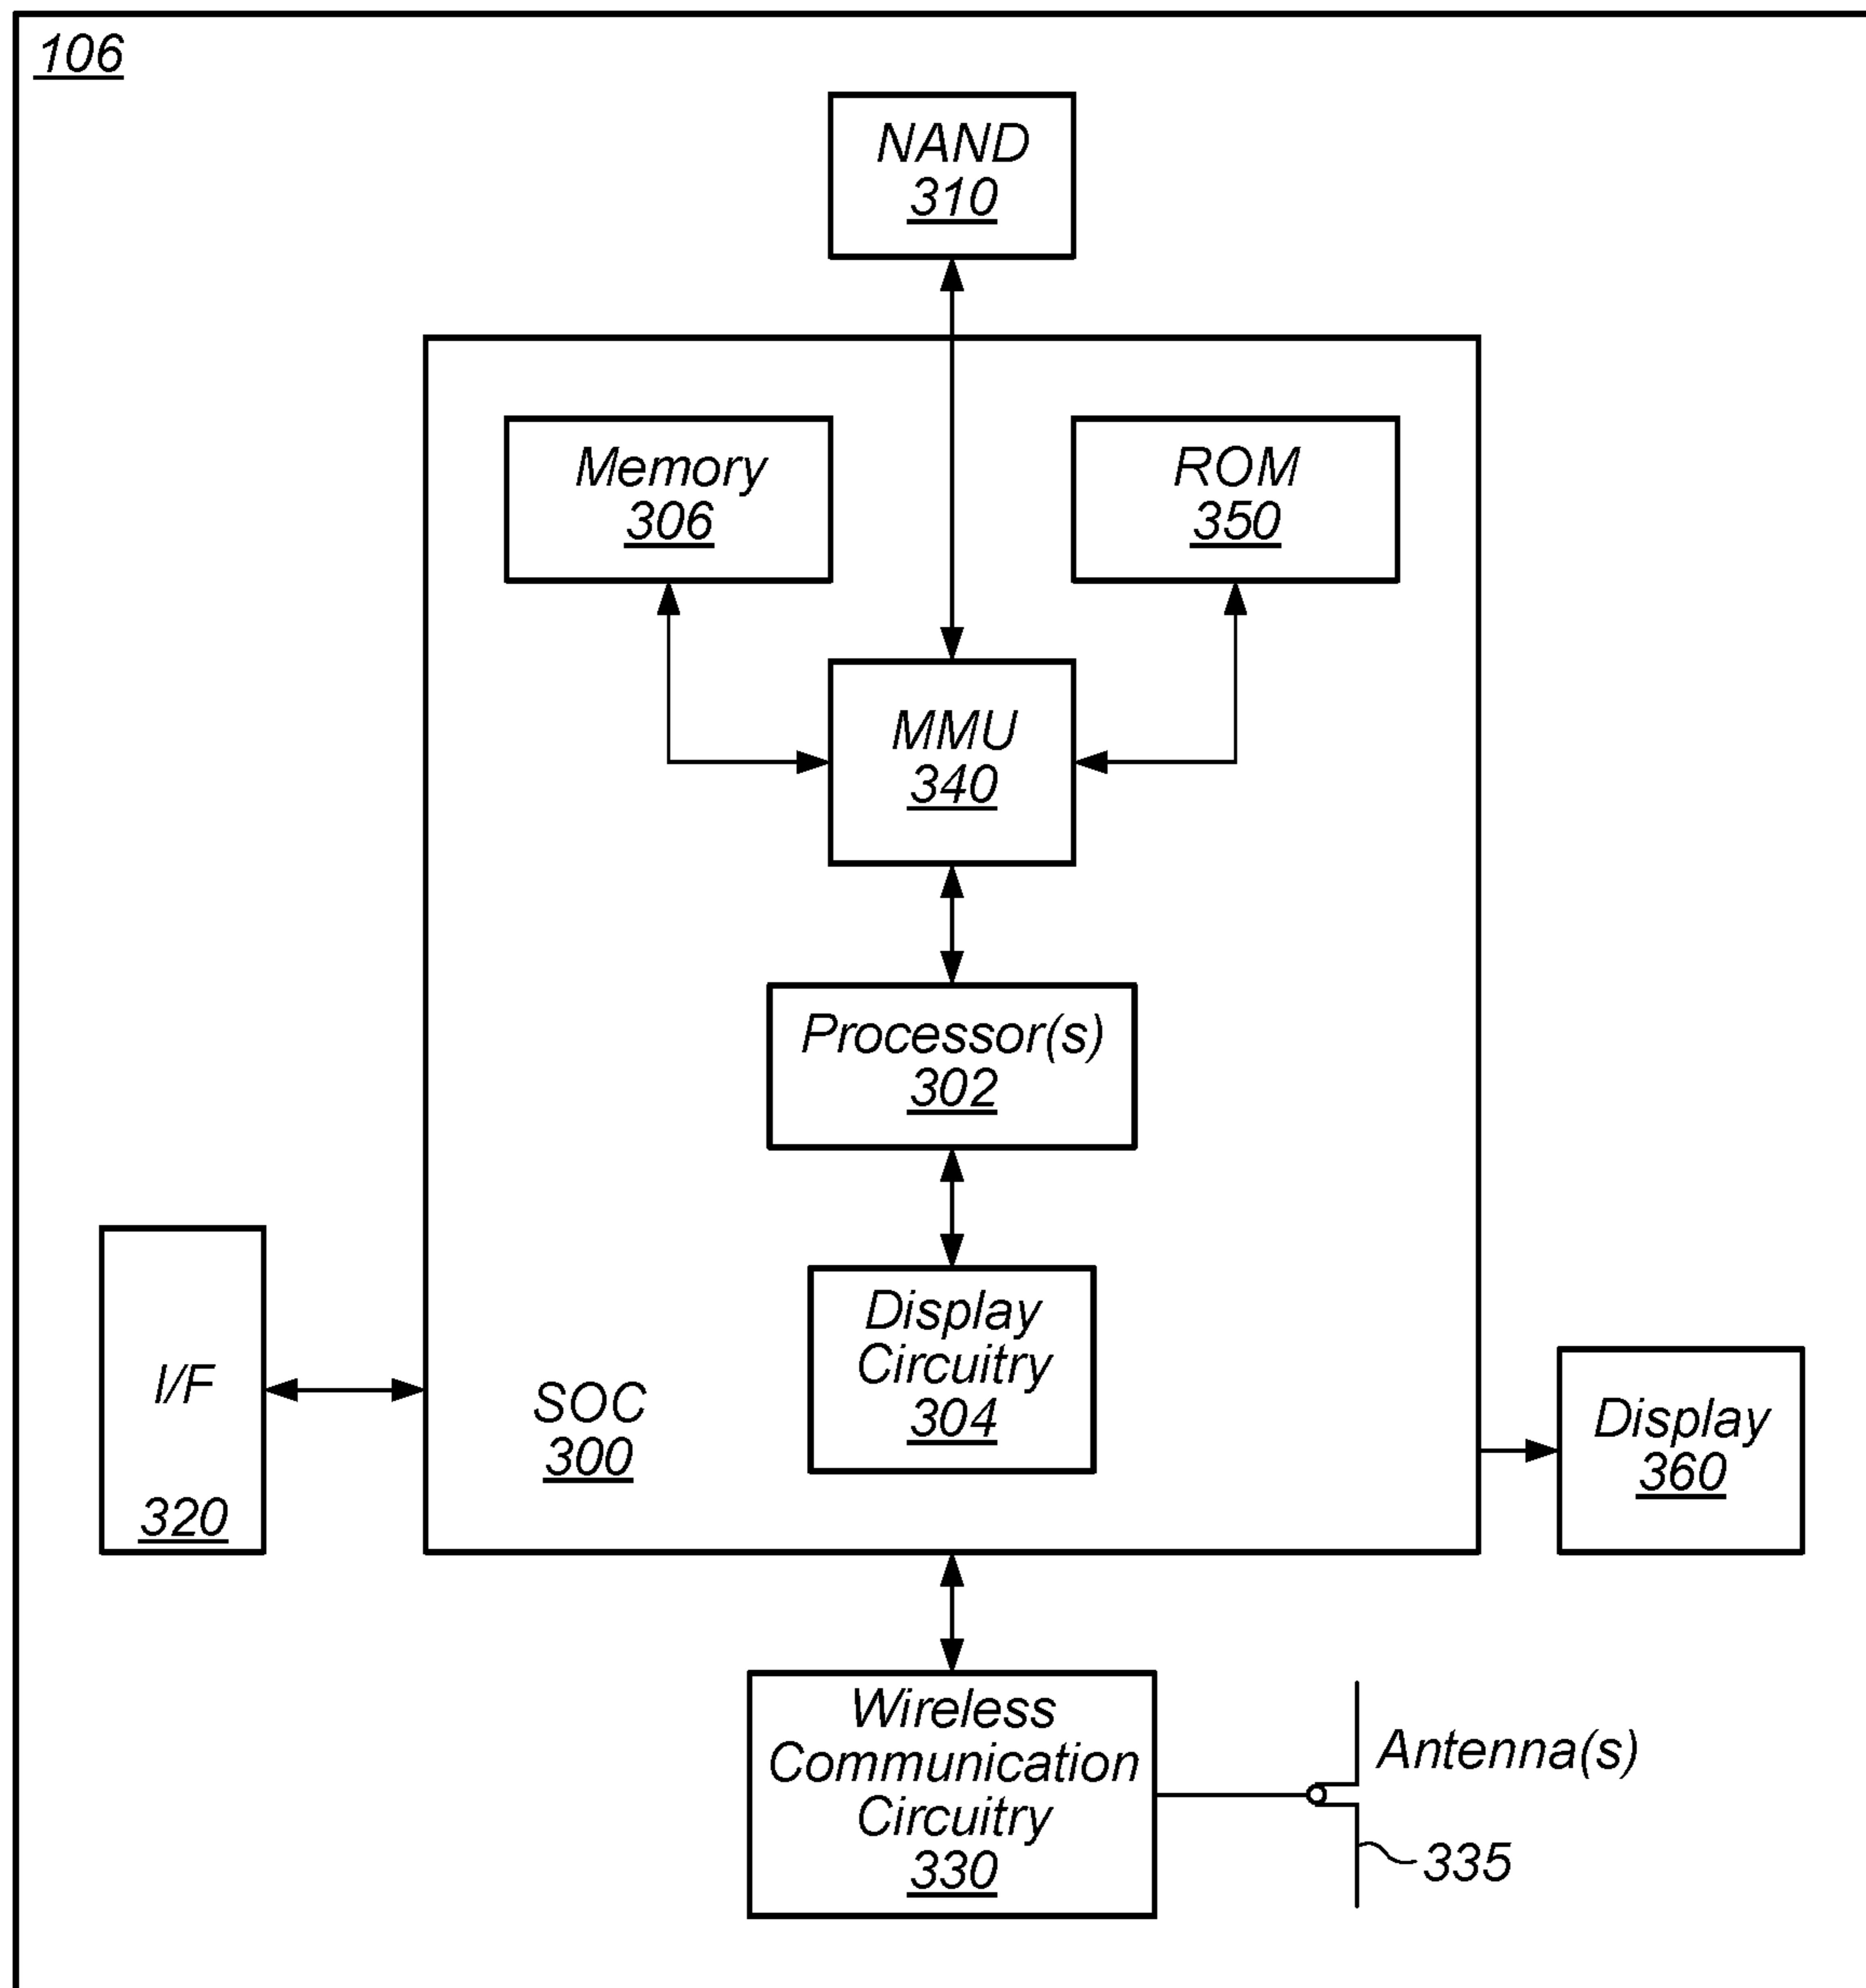 106
NAND
310
Memory
306
ROM
350
MMU
340
Processor(s)
302
Display
Circuitry
304
I/F
320
SOC
300
Display
360
Wireless
Communication
Circuitry
330
Antenna(s)
335